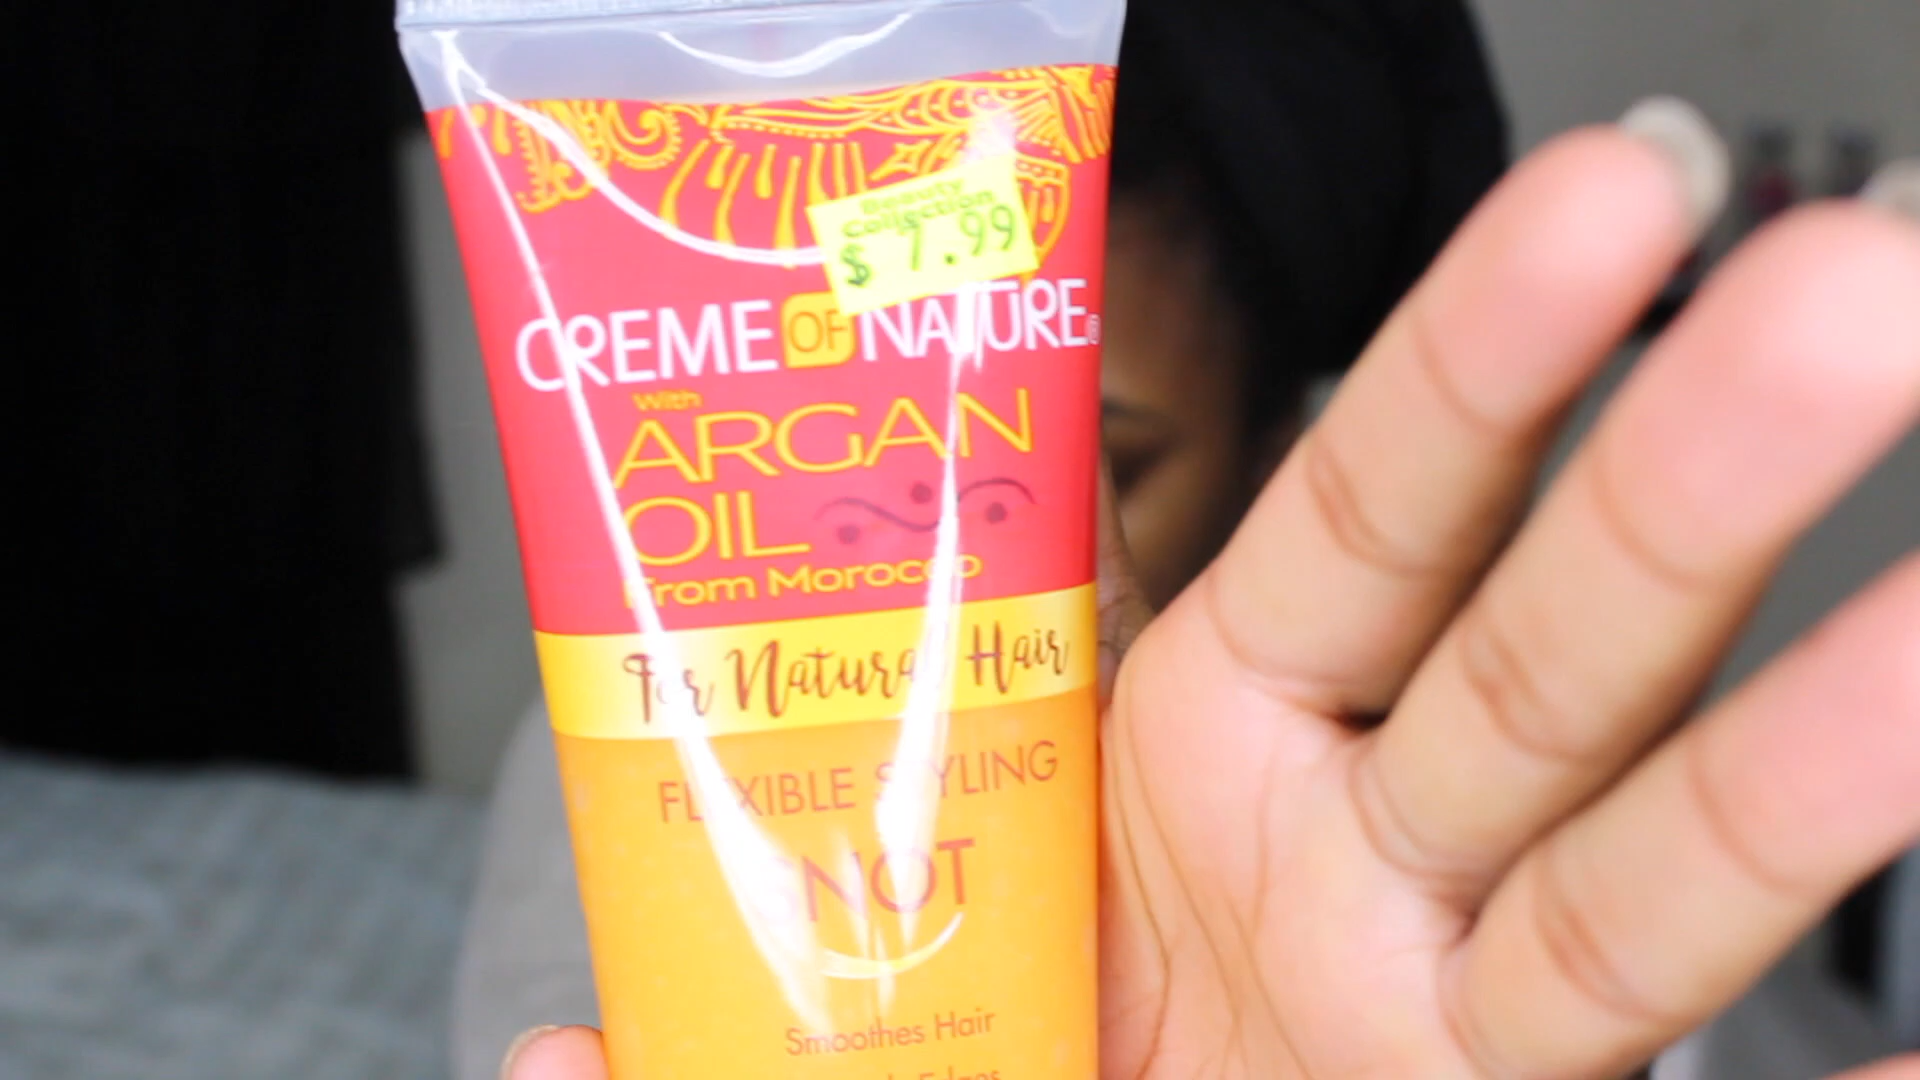 Beauty
Collection
$ 7.99
CREME OF NATURE®
With
ARGAN
OIL
From Morocco
For Natural Hair
FLEXIBLE STYLING
SNOT
Smoothes Hair
Edges